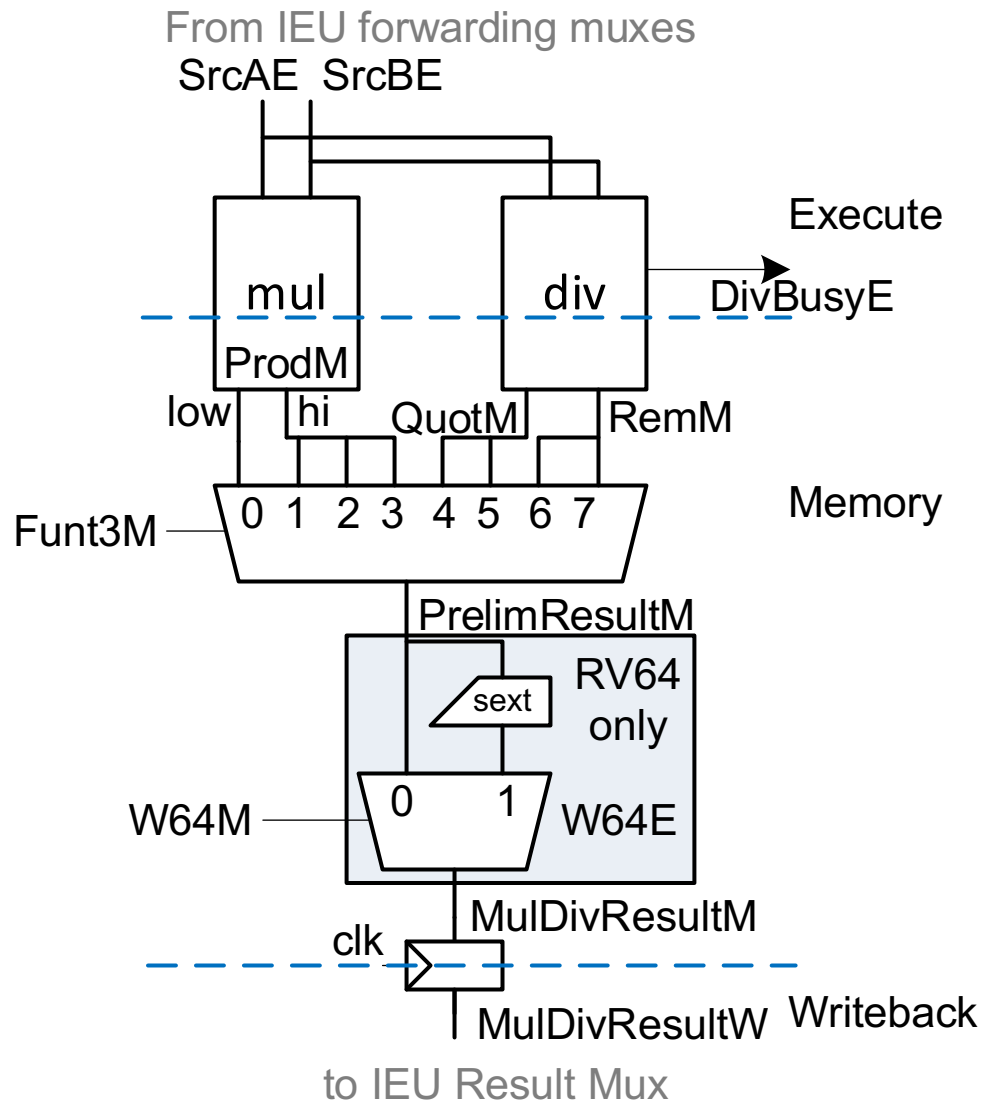 From IEU forwarding muxes
SrcAE SrcBE
Execute
mul
div
DivBusyE
ProdM
low
hi
QuotM
RemM
0 1 2 3 4 5 6 7
Memory
Funt3M
PrelimResultM
RV64
only
sext
0 1
W64M
W64E
MulDivResultM
clk
MulDivResultW
Writeback
to IEU Result Mux